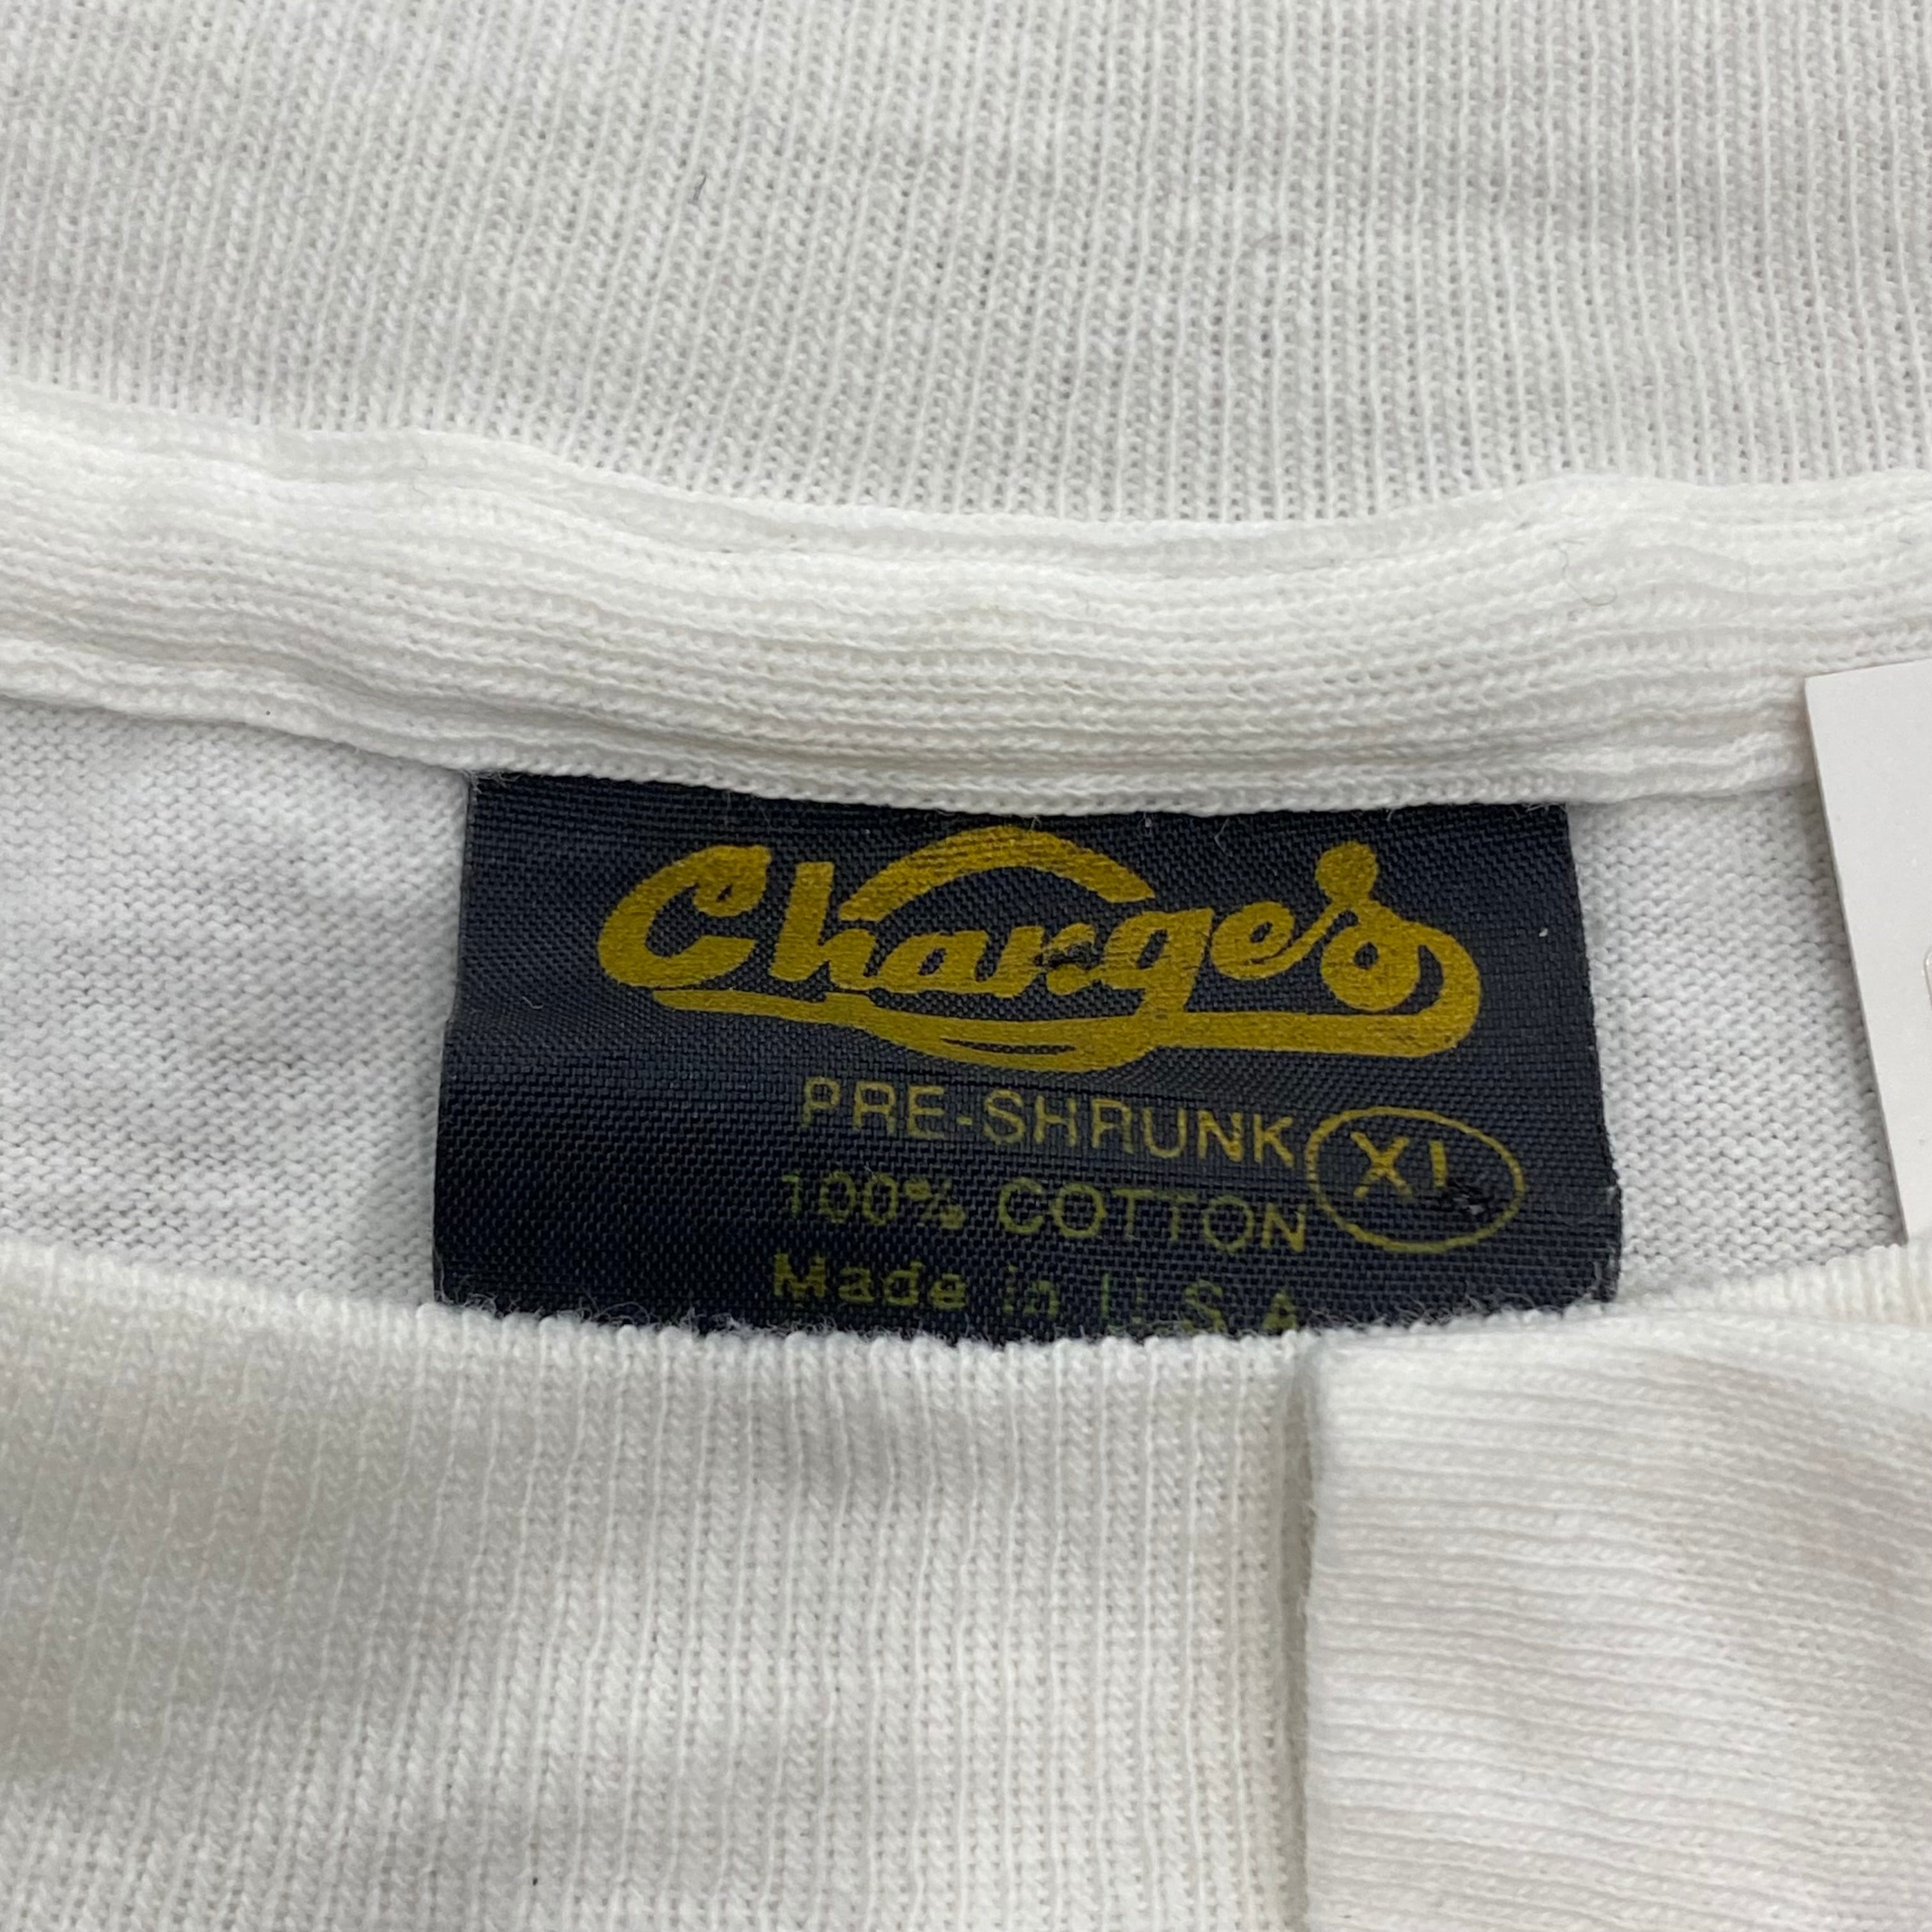 Changes
PRE-SHRUNK
XL
100% COTTON
Made in U.S.A